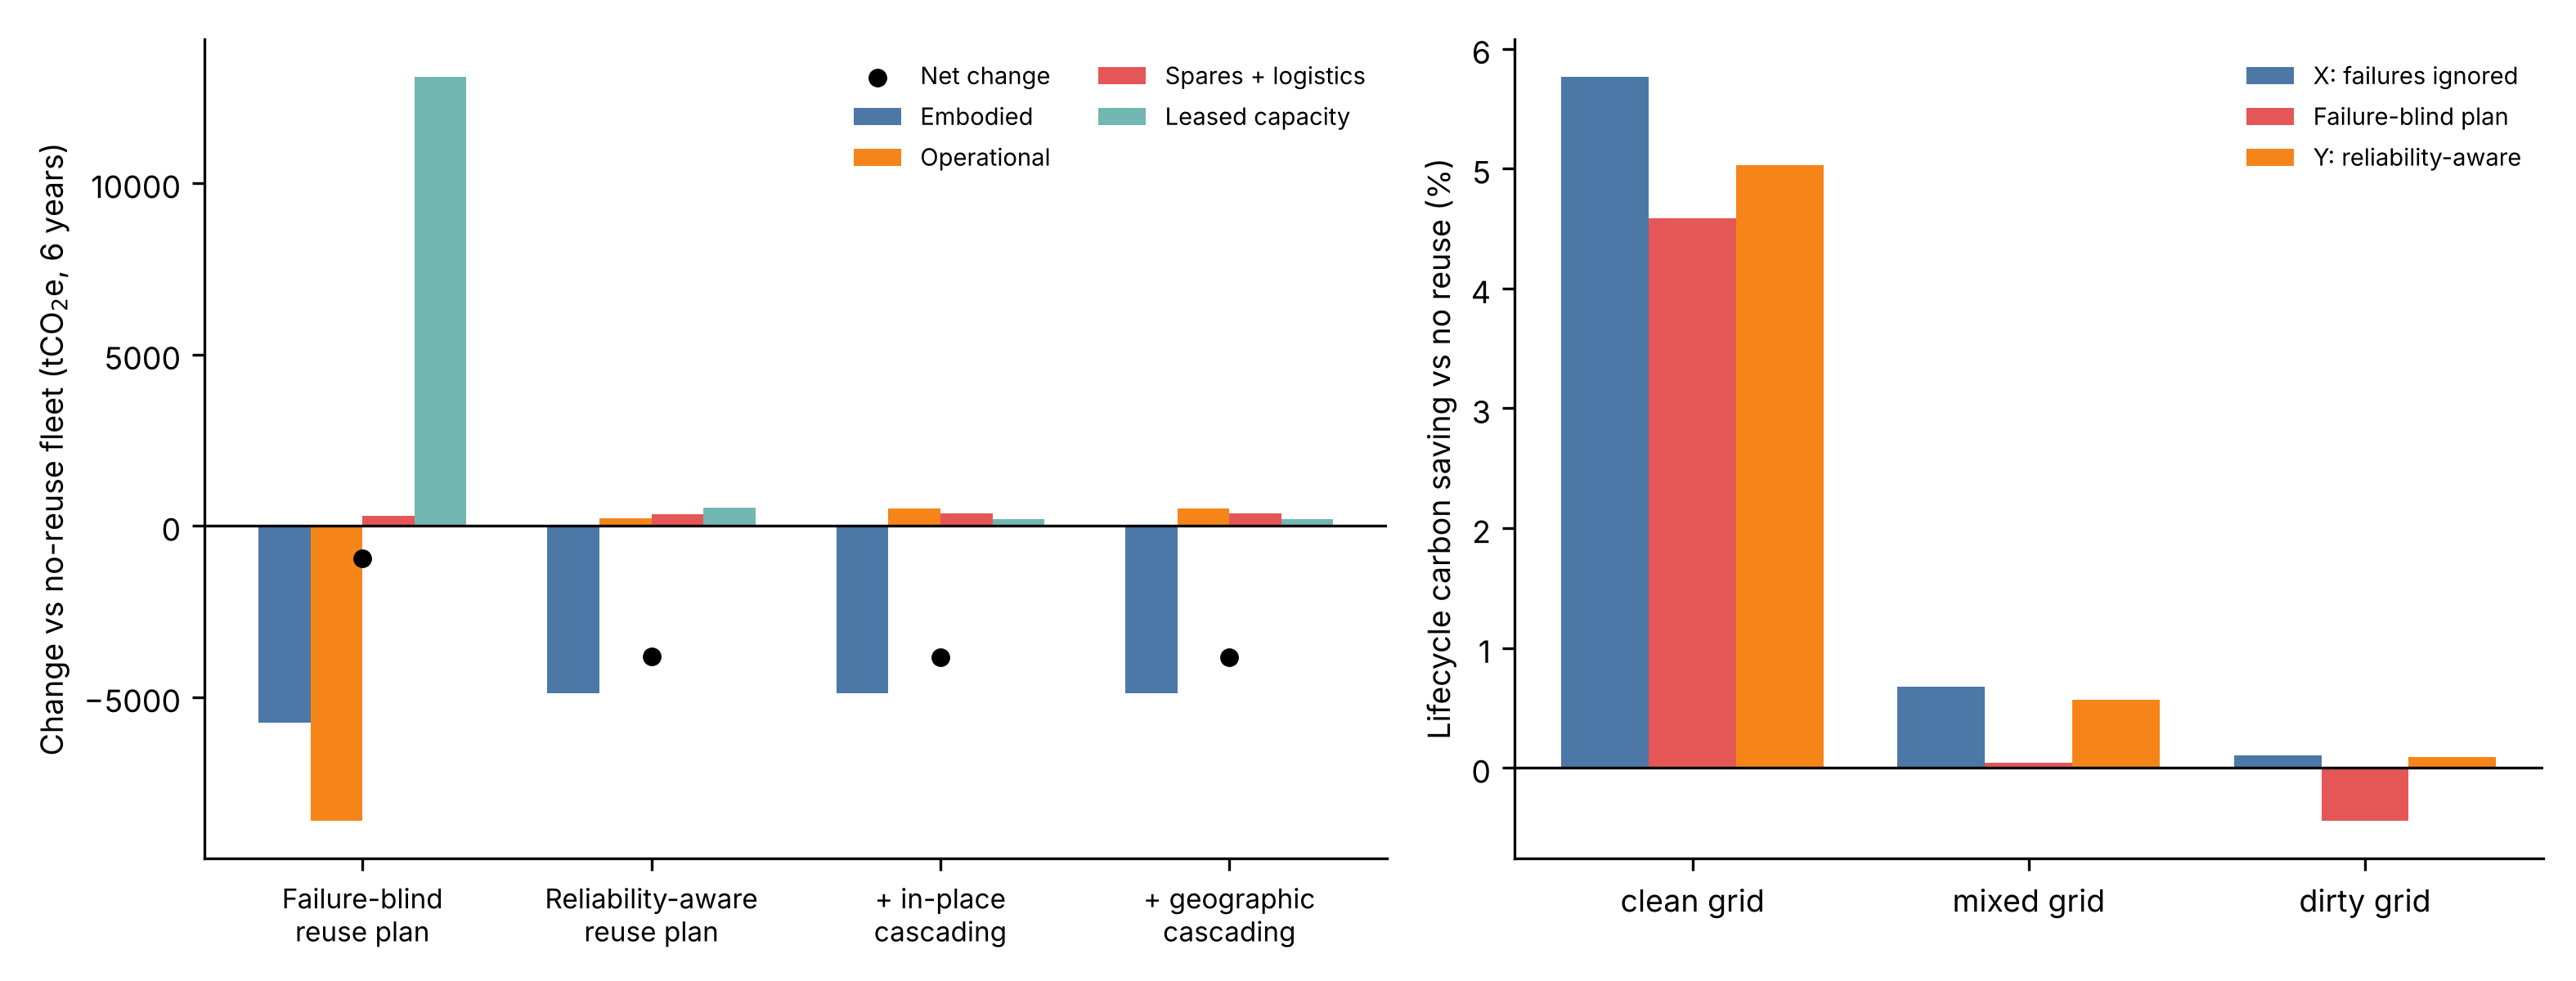 Change vs no-reuse fleet (tCO₂e, 6 years)
10000
5000
0
−5000
Net change
Embodied
Operational
Spares + logistics
Leased capacity
Failure-blind
reuse plan
Reliability-aware
reuse plan
+ in-place
cascading
+ geographic
cascading
Lifecycle carbon saving vs no reuse (%)
6
5
4
3
2
1
0
X: failures ignored
Failure-blind plan
Y: reliability-aware
clean grid
mixed grid
dirty grid